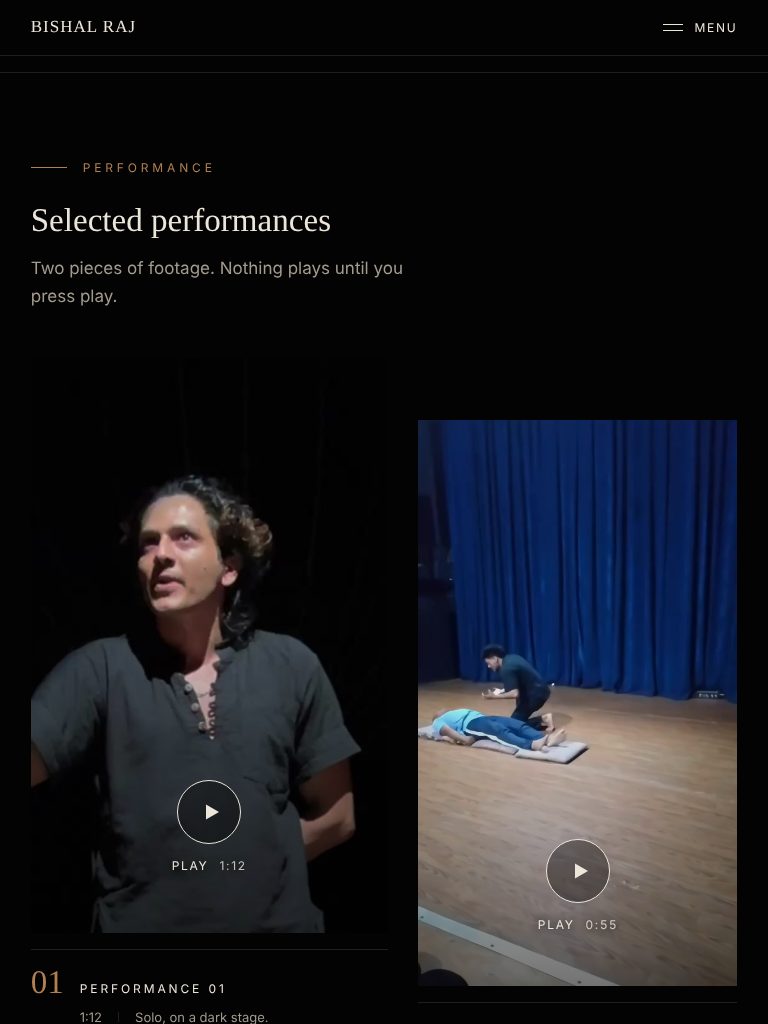 BISHAL RAJ
MENU
PERFORMANCE
Selected performances
Two pieces of footage. Nothing plays until you
press play.
PLAY 1:12
PLAY 0:55
01 PERFORMANCE 01
1:12 Solo, on a dark stage.